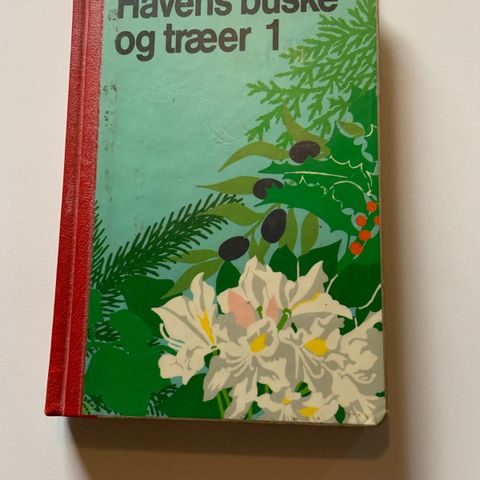 Havens buske
og træer 1